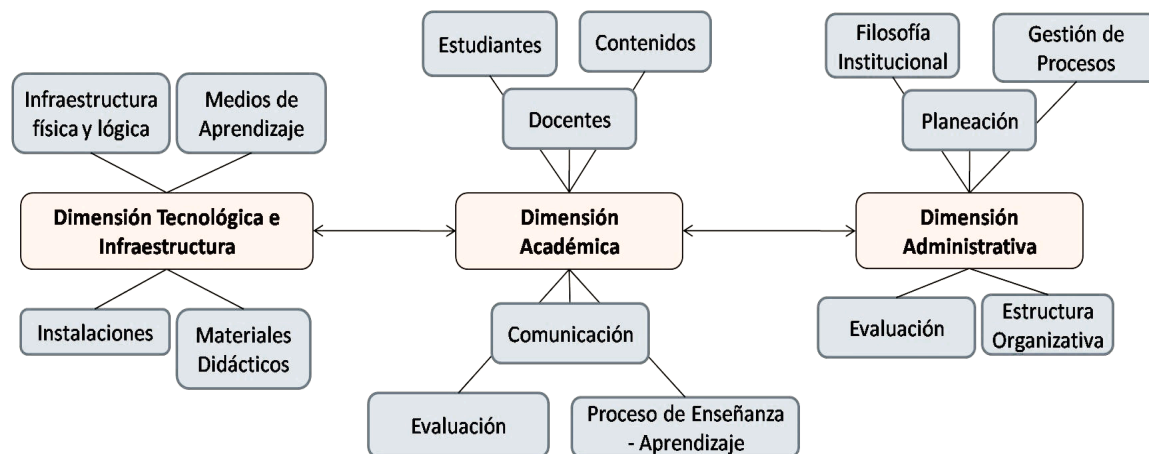 Estudiantes
Contenidos
Filosofía
Institucional
Gestión de
Procesos
Infraestructura
física y lógica
Medios de
Aprendizaje
Docentes
Planeación
Dimensión Tecnológica e
Infraestructura
Dimensión
Académica
Dimensión
Administrativa
Instalaciones
Materiales
Didácticos
Comunicación
Evaluación
Estructura
Organizativa
Evaluación
Proceso de Enseñanza
- Aprendizaje